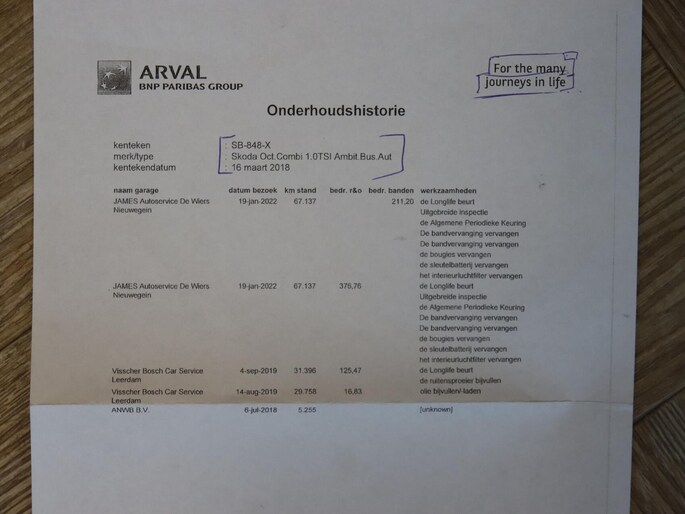 ARVAL
BNP PARIBAS GROUP
For the many
journeys in life
Onderhoudshistorie
kenteken : SB-848-X
merk/type : Skoda Oct.Combi 1.0TSI Ambit.Bus.Aut
kentekendatum : 16 maart 2018
naam garage datum bezoek km stand bedr. r&o bedr. banden werkzaamheden
JAMES Autoservice De Wiers 19-jan-2022 67.137 211,20 de Longlife beurt
Nieuwegein Uitgebreide inspectie
de Algemene Periodieke Keuring
De bandvervanging vervangen
De bandvervanging vervangen
de bougies vervangen
de sleutelbatterij vervangen
het interieurluchtfilter vervangen
JAMES Autoservice De Wiers 19-jan-2022 67.137 376,76 de Longlife beurt
Nieuwegein Uitgebreide inspectie
de Algemene Periodieke Keuring
De bandvervanging vervangen
De bandvervanging vervangen
de bougies vervangen
de sleutelbatterij vervangen
het interieurluchtfilter vervangen
Visscher Bosch Car Service 4-sep-2019 31.396 125,47 de Longlife beurt
Leerdam de ruitensproeier bijvullen
Visscher Bosch Car Service 14-aug-2019 29.758 16,83 olie bijvullen/-laden
Leerdam
ANWB B.V. 6-jul-2018 5.255 [unknown]